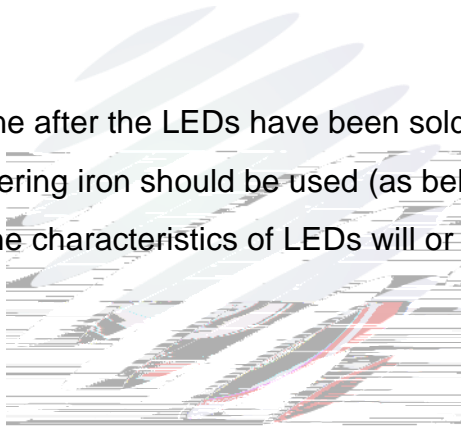 ne after the LEDs have been sold
ering iron should be used (as bel
ne characteristics of LEDs will or